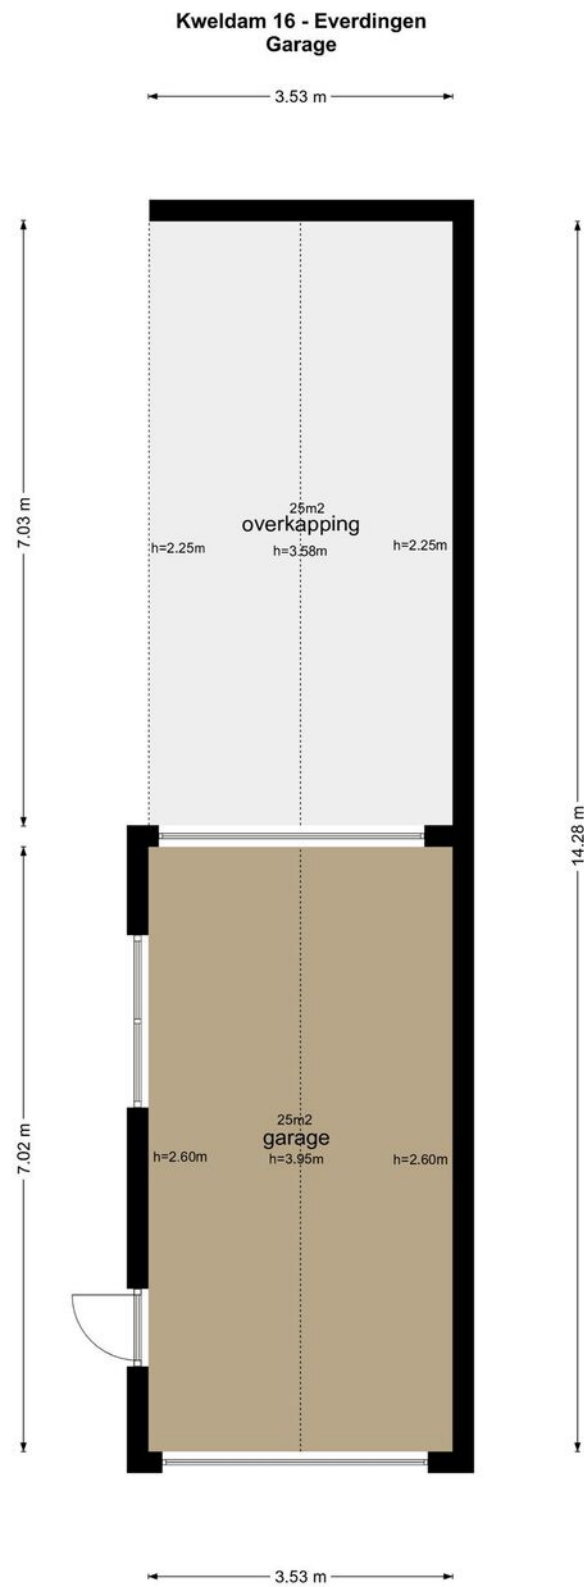 Kweldam 16 - Everdingen
Garage
3.53 m
7.03 m
14.28 m
25m2
overkapping
h=2.25m
h=3.58m
h=2.25m
7.02 m
25m2
garage
h=2.60m
h=3.95m
h=2.60m
3.53 m